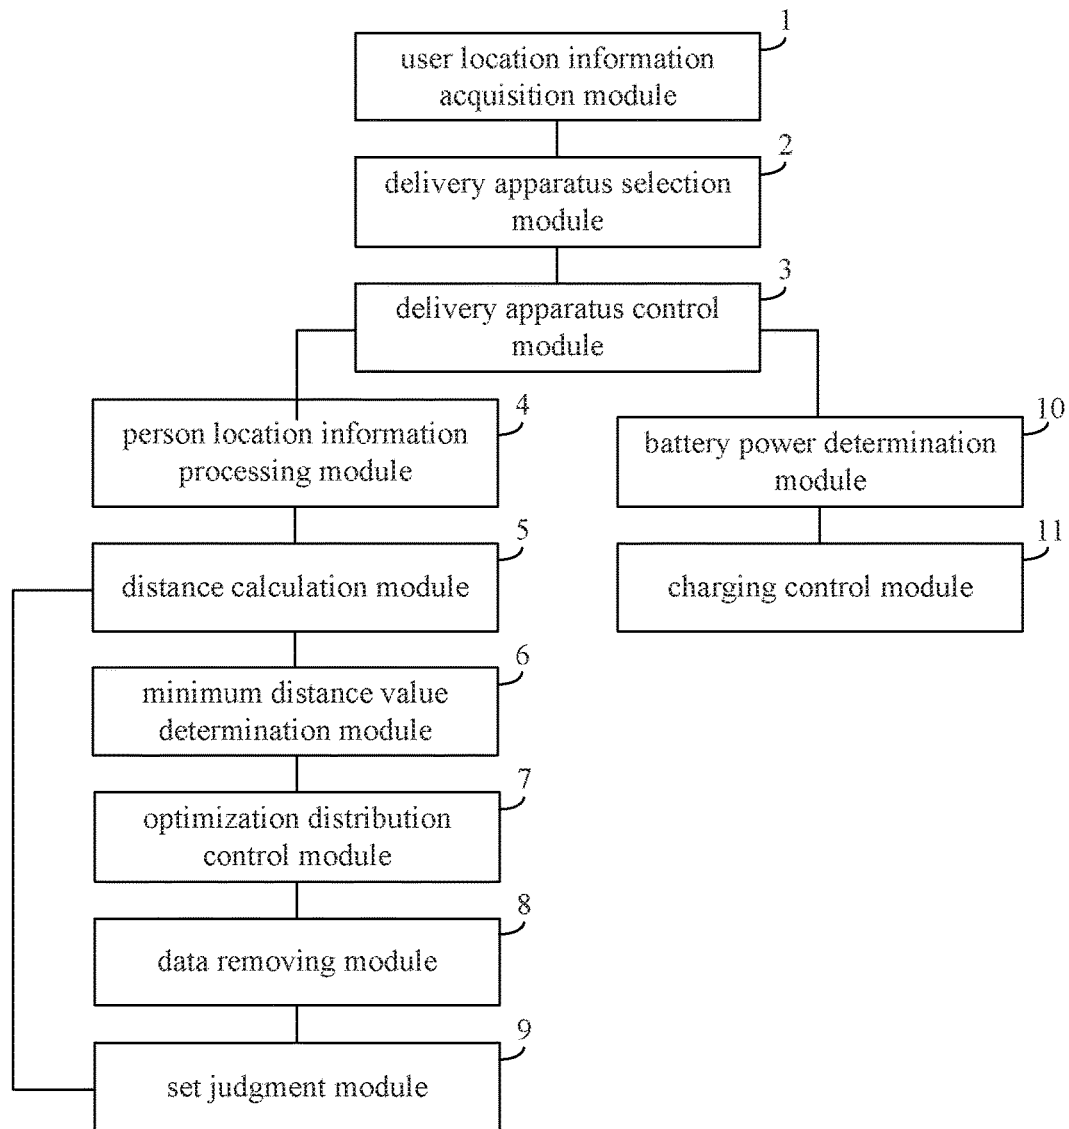 1
user location information
acquisition module
2
delivery apparatus selection
module
3
delivery apparatus control
module
4
person location information
processing module
10
battery power determination
module
5
distance calculation module
11
charging control module
6
minimum distance value
determination module
7
optimization distribution
control module
8
data removing module
9
set judgment module